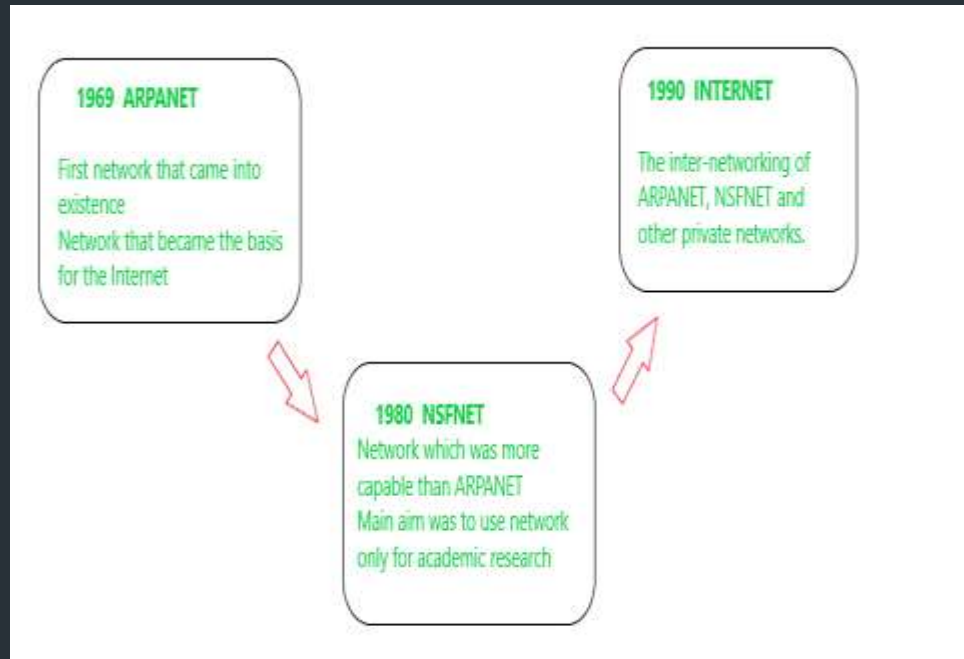 1969 ARPANET
First network that came into
existence
Network that became the basis
for the Internet
1980 NSFNET
Network which was more
capable than ARPANET
Main aim was to use network
only for academic research
1990 INTERNET
The inter-networking of
ARPANET, NSFNET and
other private networks.